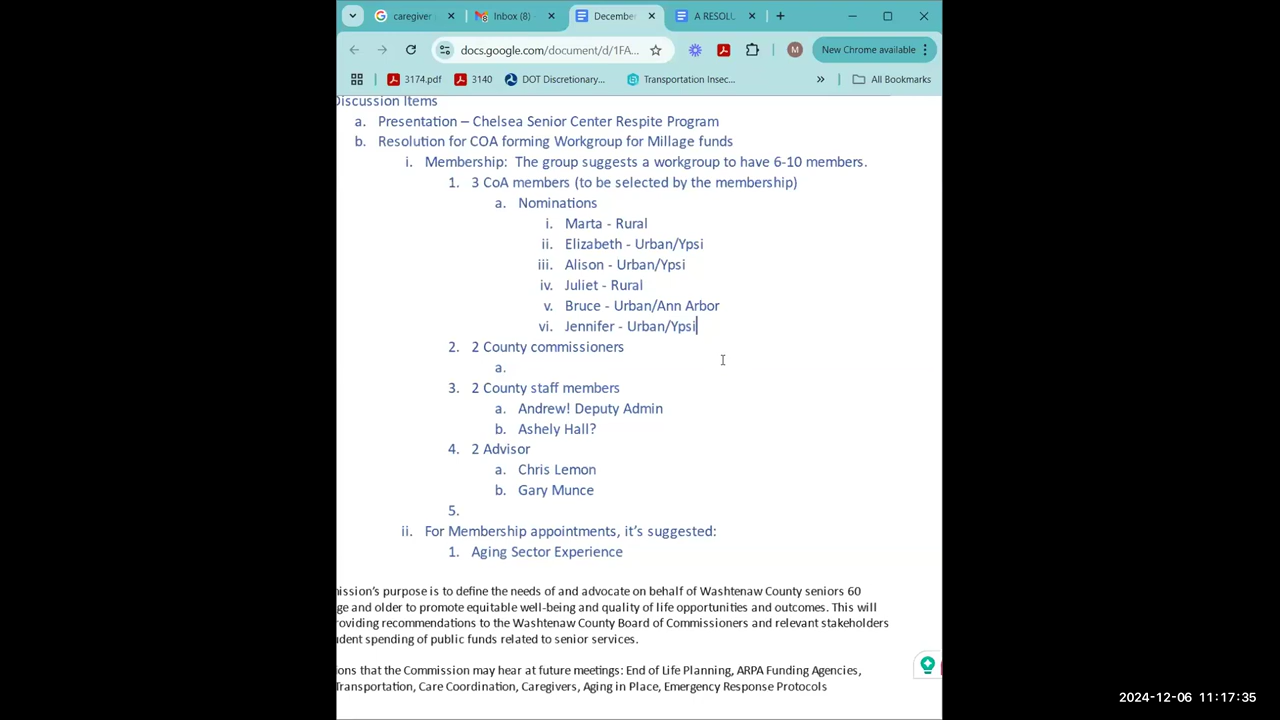 caregiver
Inbox (8)
December
A RESOLU
docs.google.com/document/d/1FA...
M
New Chrome available
3174.pdf
3140
DOT Discretionary...
Transportation Insec...
»
All Bookmarks
Discussion Items
a. Presentation – Chelsea Senior Center Respite Program
b. Resolution for COA forming Workgroup for Millage funds
i. Membership: The group suggests a workgroup to have 6-10 members.
1. 3 CoA members (to be selected by the membership)
a. Nominations
i. Marta - Rural
ii. Elizabeth - Urban/Ypsi
iii. Alison - Urban/Ypsi
iv. Juliet - Rural
v. Bruce - Urban/Ann Arbor
vi. Jennifer - Urban/Ypsi
2. 2 County commissioners
a.
3. 2 County staff members
a. Andrew! Deputy Admin
b. Ashely Hall?
4. 2 Advisor
a. Chris Lemon
b. Gary Munce
5.
ii. For Membership appointments, it's suggested:
1. Aging Sector Experience
mission's purpose is to define the needs of and advocate on behalf of Washtenaw County seniors 60
ge and older to promote equitable well-being and quality of life opportunities and outcomes. This will
roviding recommendations to the Washtenaw County Board of Commissioners and relevant stakeholders
udent spending of public funds related to senior services.
ions that the Commission may hear at future meetings: End of Life Planning, ARPA Funding Agencies,
Transportation, Care Coordination, Caregivers, Aging in Place, Emergency Response Protocols
2024-12-06 11:17:35